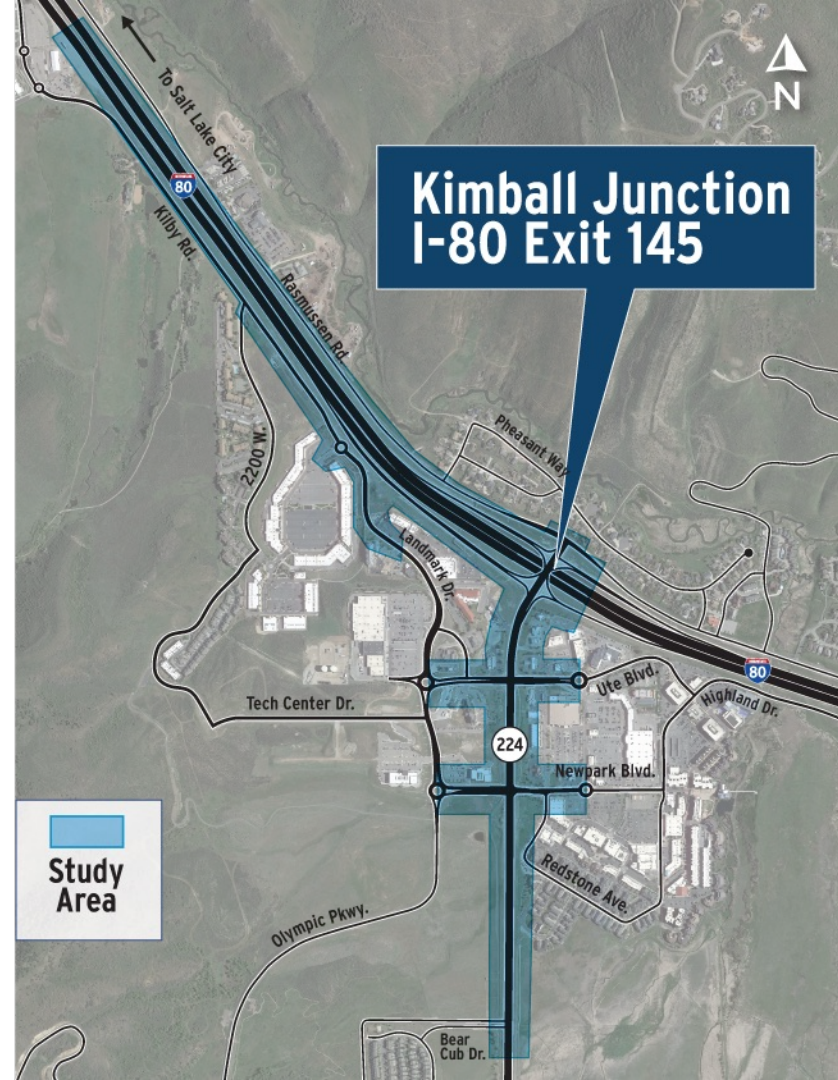 To Salt Lake City
N
80
Kimball Junction
I-80 Exit 145
Kilby Rd.
Rasmussen Rd.
Pheasant Way
2200 W.
Landmark Dr.
Ute Blvd.
80
Highland Dr.
Tech Center Dr.
224
Newpark Blvd.
Study
Area
Redstone Ave.
Olympic Pkwy.
Bear
Cub Dr.